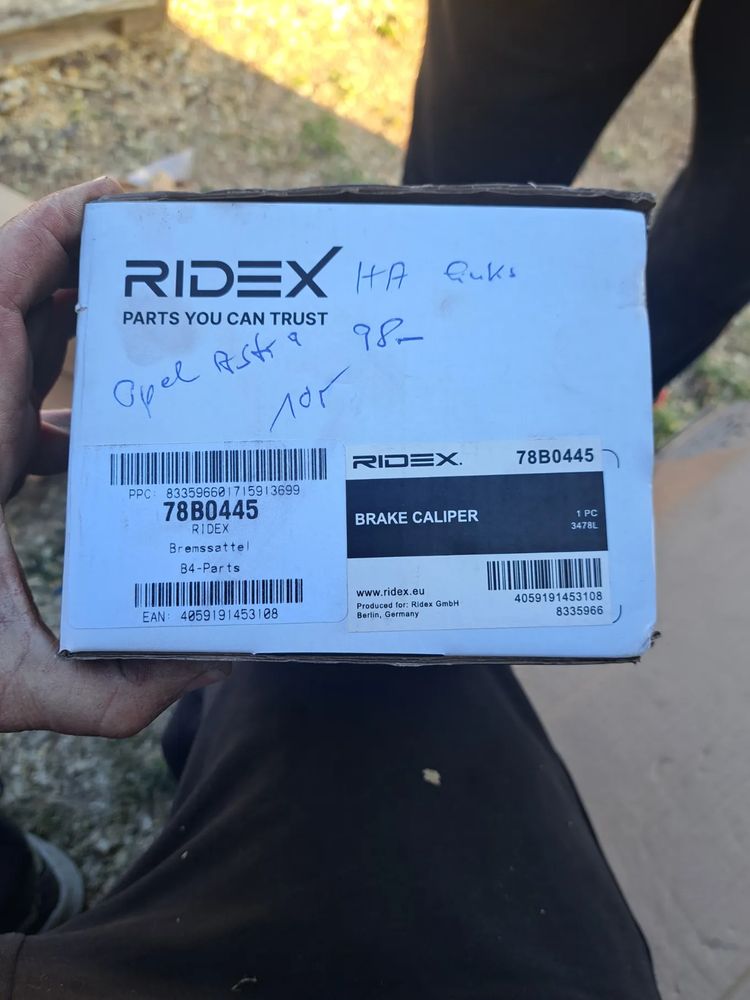 RIDEX HA links
PARTS YOU CAN TRUST
Opel Astra 98-
PPC: 833596601715913699
78B0445
RIDEX
Bremssattel
B4-Parts
EAN: 4059191453108
RIDEX. 78B0445
BRAKE CALIPER
1 PC
3478L
www.ridex.eu
Produced for: Ridex GmbH
Berlin, Germany
4059191453108
8335966